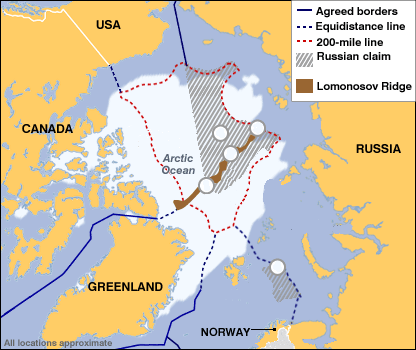 USA
Agreed borders
Equidistance line
200-mile line
Russian claim
Lomonosov Ridge
CANADA
Arctic
Ocean
RUSSIA
GREENLAND
NORWAY
All locations approximate